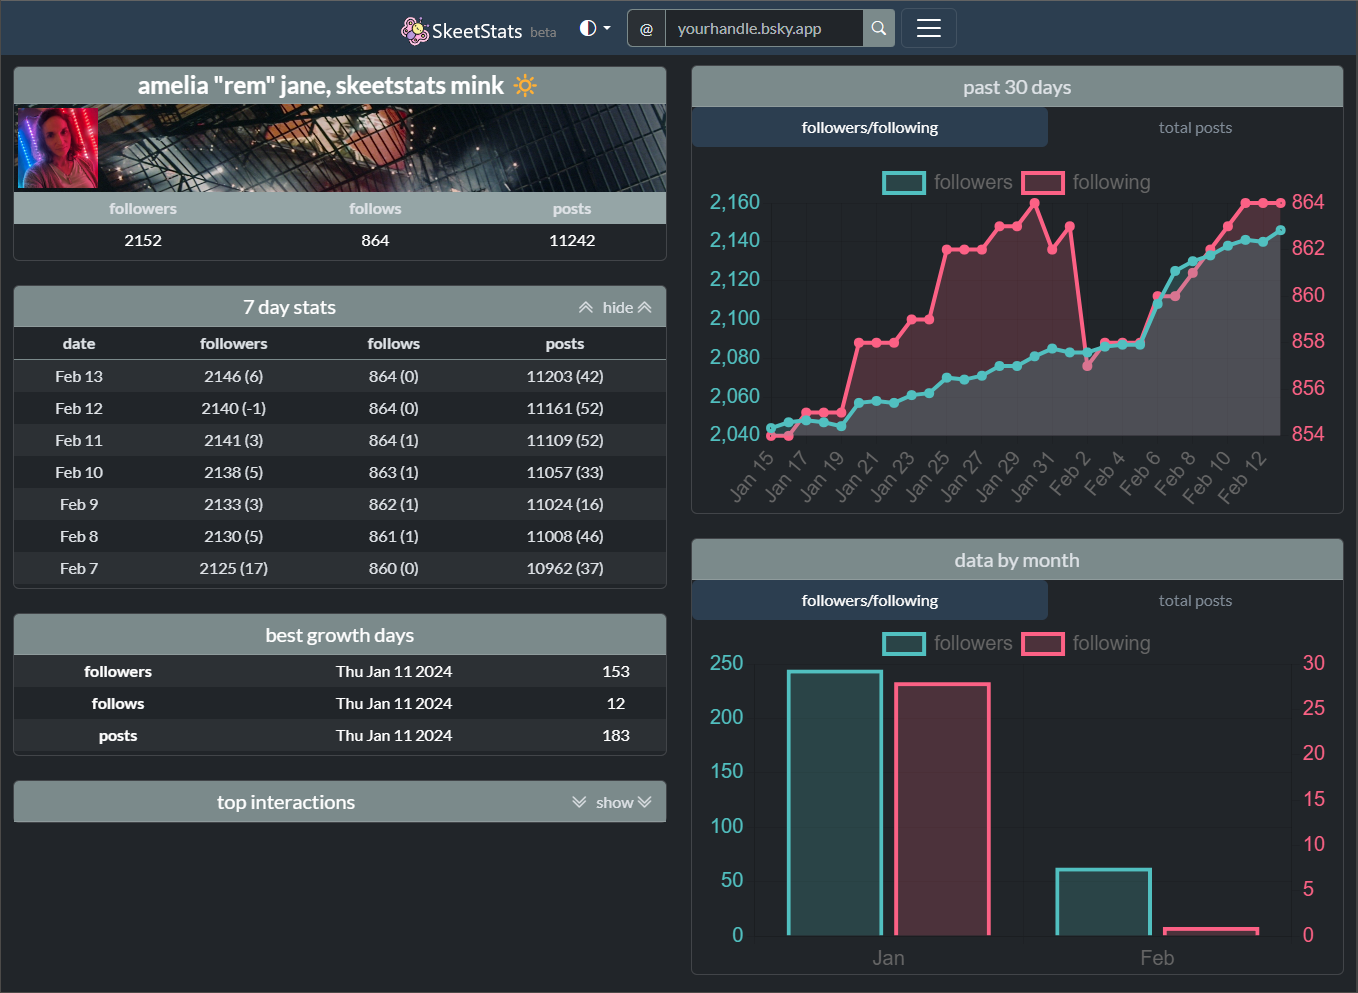 SkeetStats beta
@ yourhandle.bsky.app
amelia "rem" jane, skeetstats mink
followers follows posts
2152 864 11242
7 day stats hide
date followers follows posts
Feb 13 2146 (6) 864 (0) 11203 (42)
Feb 12 2140 (-1) 864 (0) 11161 (52)
Feb 11 2141 (3) 864 (1) 11109 (52)
Feb 10 2138 (5) 863 (1) 11057 (33)
Feb 9 2133 (3) 862 (1) 11024 (16)
Feb 8 2130 (5) 861 (1) 11008 (46)
Feb 7 2125 (17) 860 (0) 10962 (37)
best growth days
followers Thu Jan 11 2024 153
follows Thu Jan 11 2024 12
posts Thu Jan 11 2024 183
top interactions show
past 30 days
followers/following total posts
followers following
2,160 864
2,140 862
2,120 860
2,100 858
2,080 856
2,060 854
2,040
Jan 15 Jan 17 Jan 19 Jan 21 Jan 23 Jan 25 Jan 27 Jan 29 Jan 31 Feb 2 Feb 4 Feb 6 Feb 8 Feb 10 Feb 12
data by month
followers/following total posts
followers following
250 30
200 25
150 20
100 15
50 10
0 5
0
Jan Feb